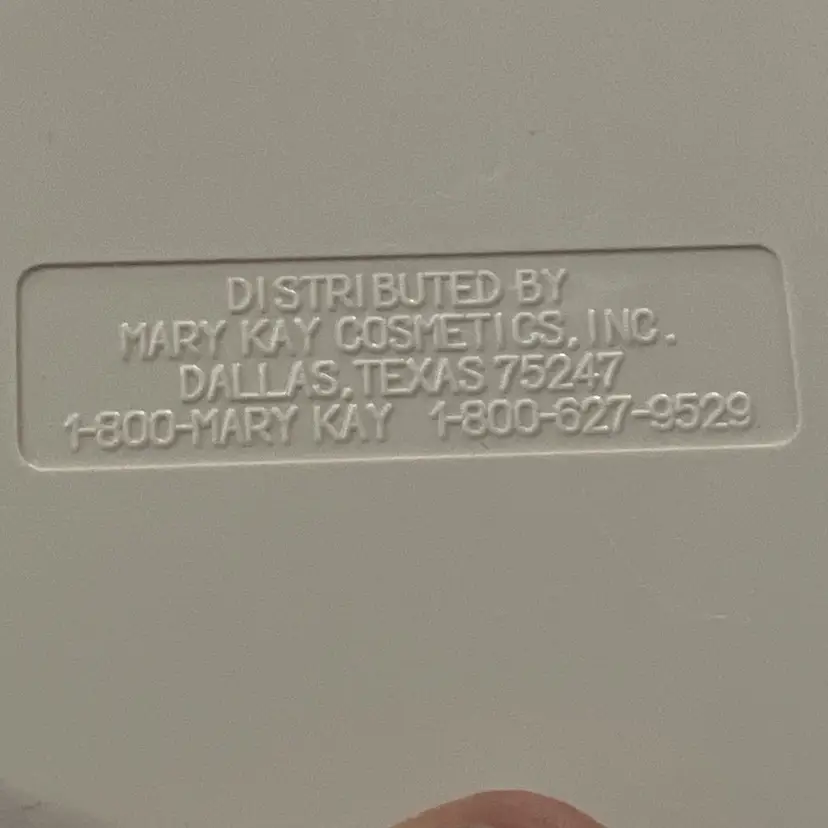 DISTRIBUTED BY
MARY KAY COSMETICS, INC.
DALLAS, TEXAS 75247
1-800-MARY KAY 1-800-627-9529